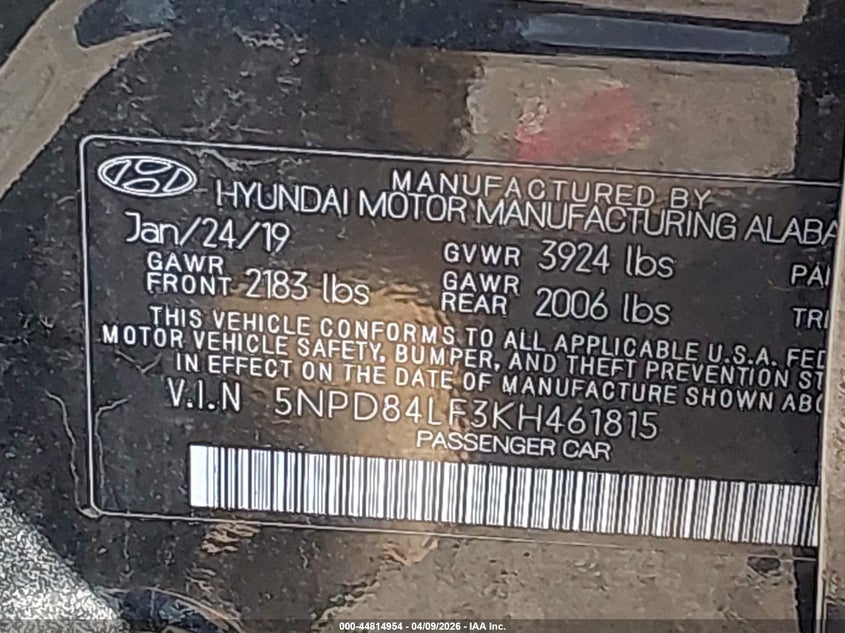 MANUFACTURED BY
HYUNDAI MOTOR MANUFACTURING ALABA
Jan/24/19
GVWR 3924 lbs
PA
GAWR FRONT 2183 lbs
GAWR REAR 2006 lbs
TR
THIS VEHICLE CONFORMS TO ALL APPLICABLE U.S.A. FED
MOTOR VEHICLE SAFETY, BUMPER, AND THEFT PREVENTION ST
IN EFFECT ON THE DATE OF MANUFACTURE SHOWN ABO
V.I.N 5NPD84LF3KH461815
PASSENGER CAR
000-44814954 - 04/09/2026 - IAA Inc.